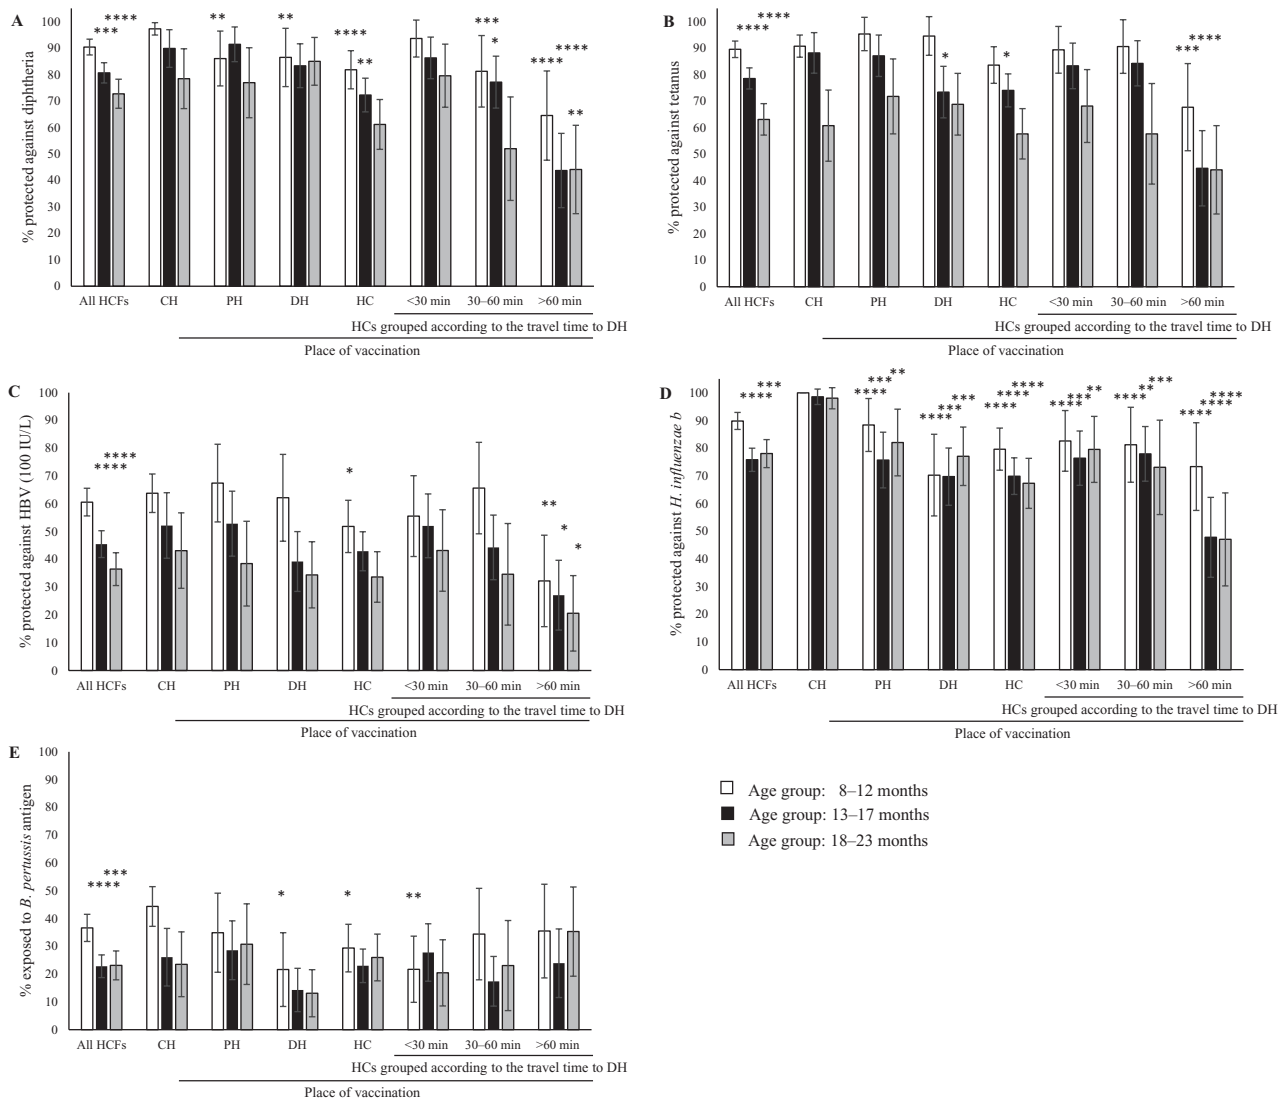 A
% protected against diphtheria
100
90
80
70
60
50
40
30
20
10
0
*** ****
**
**
**** **
*** *
**** **** **
All HCFs CH PH DH HC <30 min 30–60 min >60 min
HCs grouped according to the travel time to DH
Place of vaccination
B
% protected against tetanus
100
90
80
70
60
50
40
30
20
10
0
**** ****
*
*
*** ****
All HCFs CH PH DH HC <30 min 30–60 min >60 min
HCs grouped according to the travel time to DH
Place of vaccination
C
% protected against HBV (100 IU/L)
100
90
80
70
60
50
40
30
20
10
0
**** ****
*
** * *
All HCFs CH PH DH HC <30 min 30–60 min >60 min
HCs grouped according to the travel time to DH
Place of vaccination
D
% protected against H. influenzae b
100
90
80
70
60
50
40
30
20
10
0
**** ***
**** *** **
**** *** ***
**** **** ****
**** *** **
**** ** ***
**** **** ****
All HCFs CH PH DH HC <30 min 30–60 min >60 min
HCs grouped according to the travel time to DH
Place of vaccination
E
% exposed to B. pertussis antigen
100
90
80
70
60
50
40
30
20
10
0
**** ***
*
*
**
All HCFs CH PH DH HC <30 min 30–60 min >60 min
HCs grouped according to the travel time to DH
Place of vaccination
Age group: 8–12 months
Age group: 13–17 months
Age group: 18–23 months